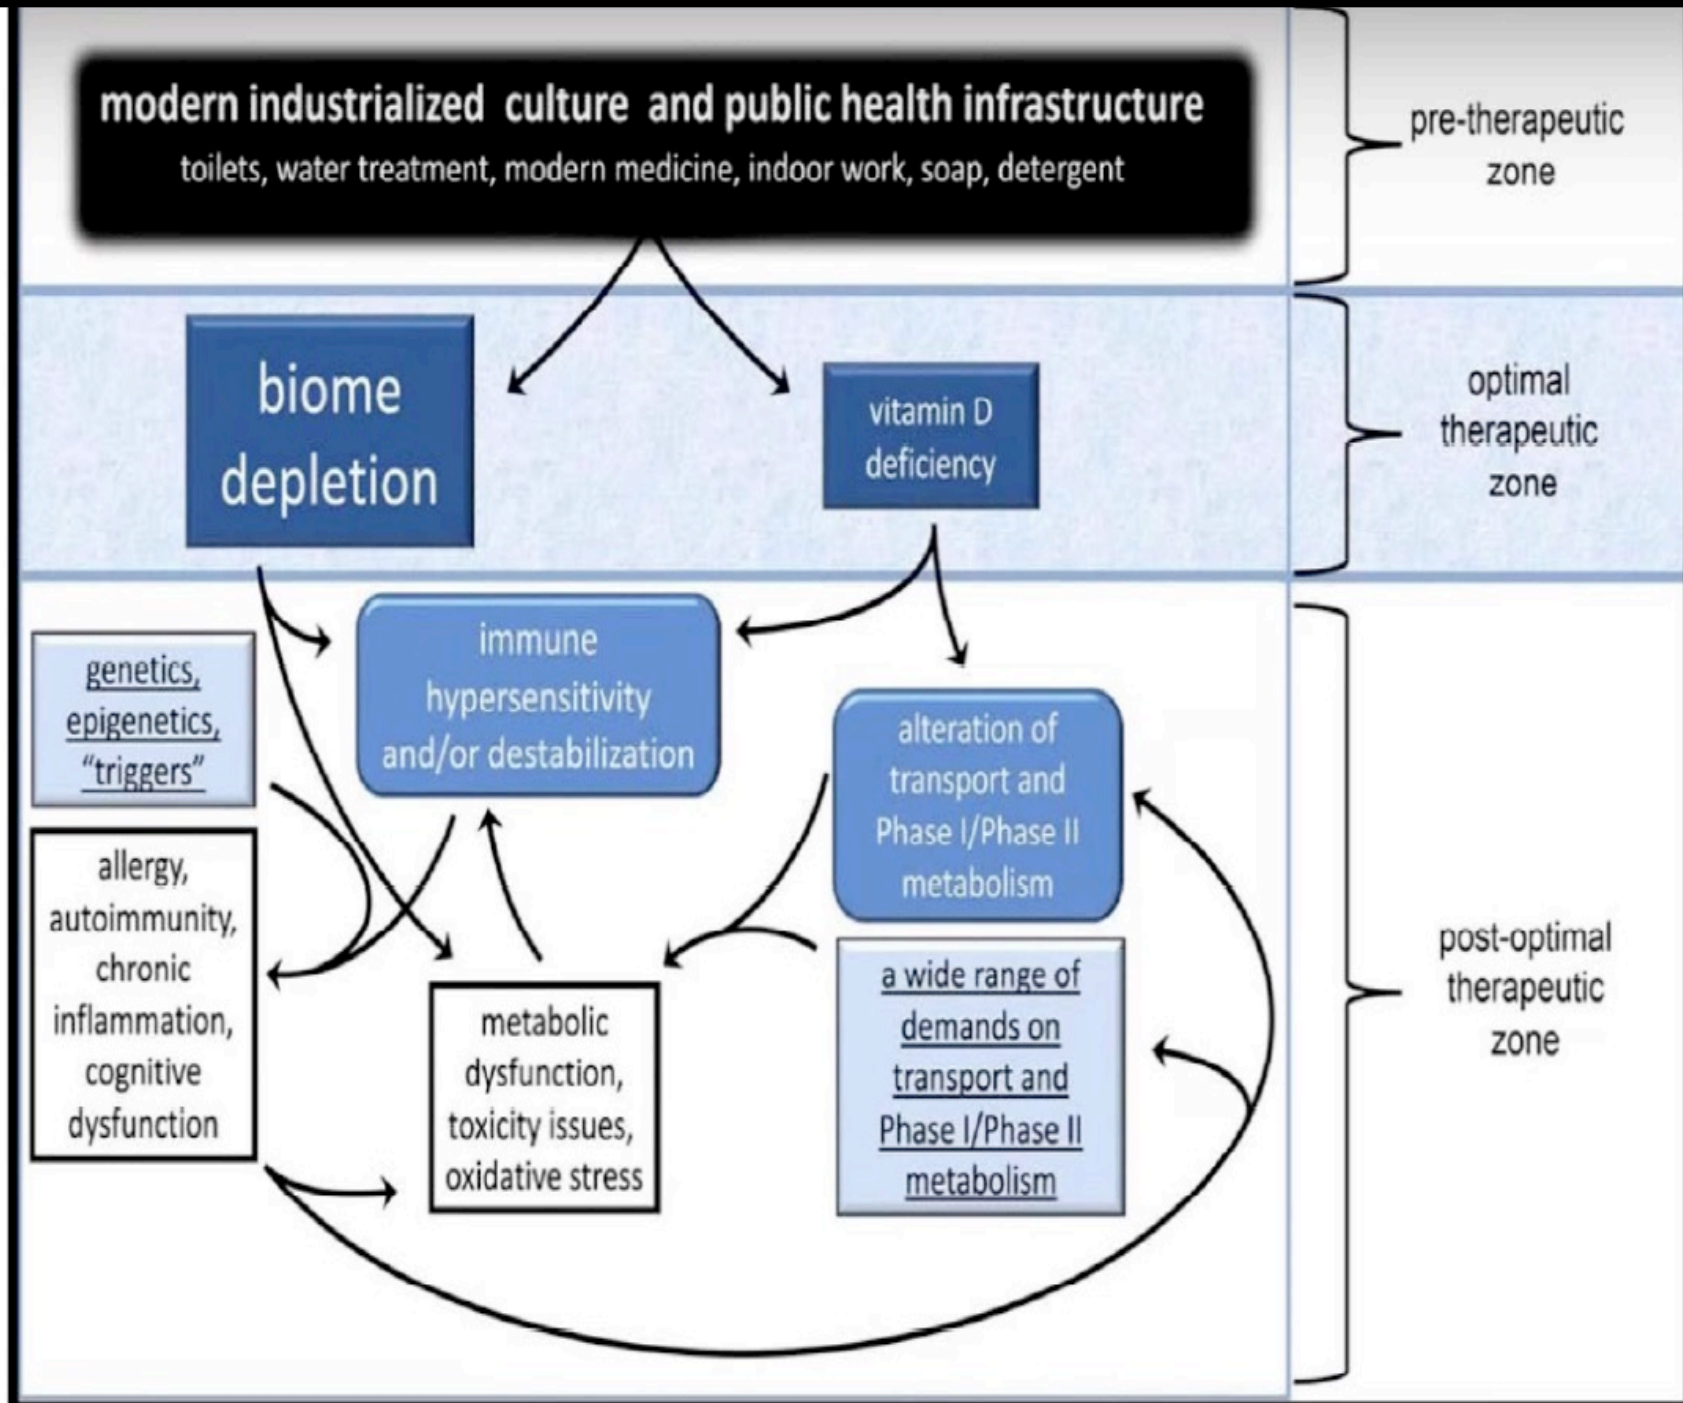 modern industrialized culture and public health infrastructure
toilets, water treatment, modern medicine, indoor work, soap, detergent
pre-therapeutic
zone
biome
depletion
vitamin D
deficiency
optimal
therapeutic
zone
genetics,
epigenetics,
“triggers”
immune
hypersensitivity
and/or destabilization
alteration of
transport and
Phase I/Phase II
metabolism
allergy,
autoimmunity,
chronic
inflammation,
cognitive
dysfunction
metabolic
dysfunction,
toxicity issues,
oxidative stress
a wide range of
demands on
transport and
Phase I/Phase II
metabolism
post-optimal
therapeutic
zone